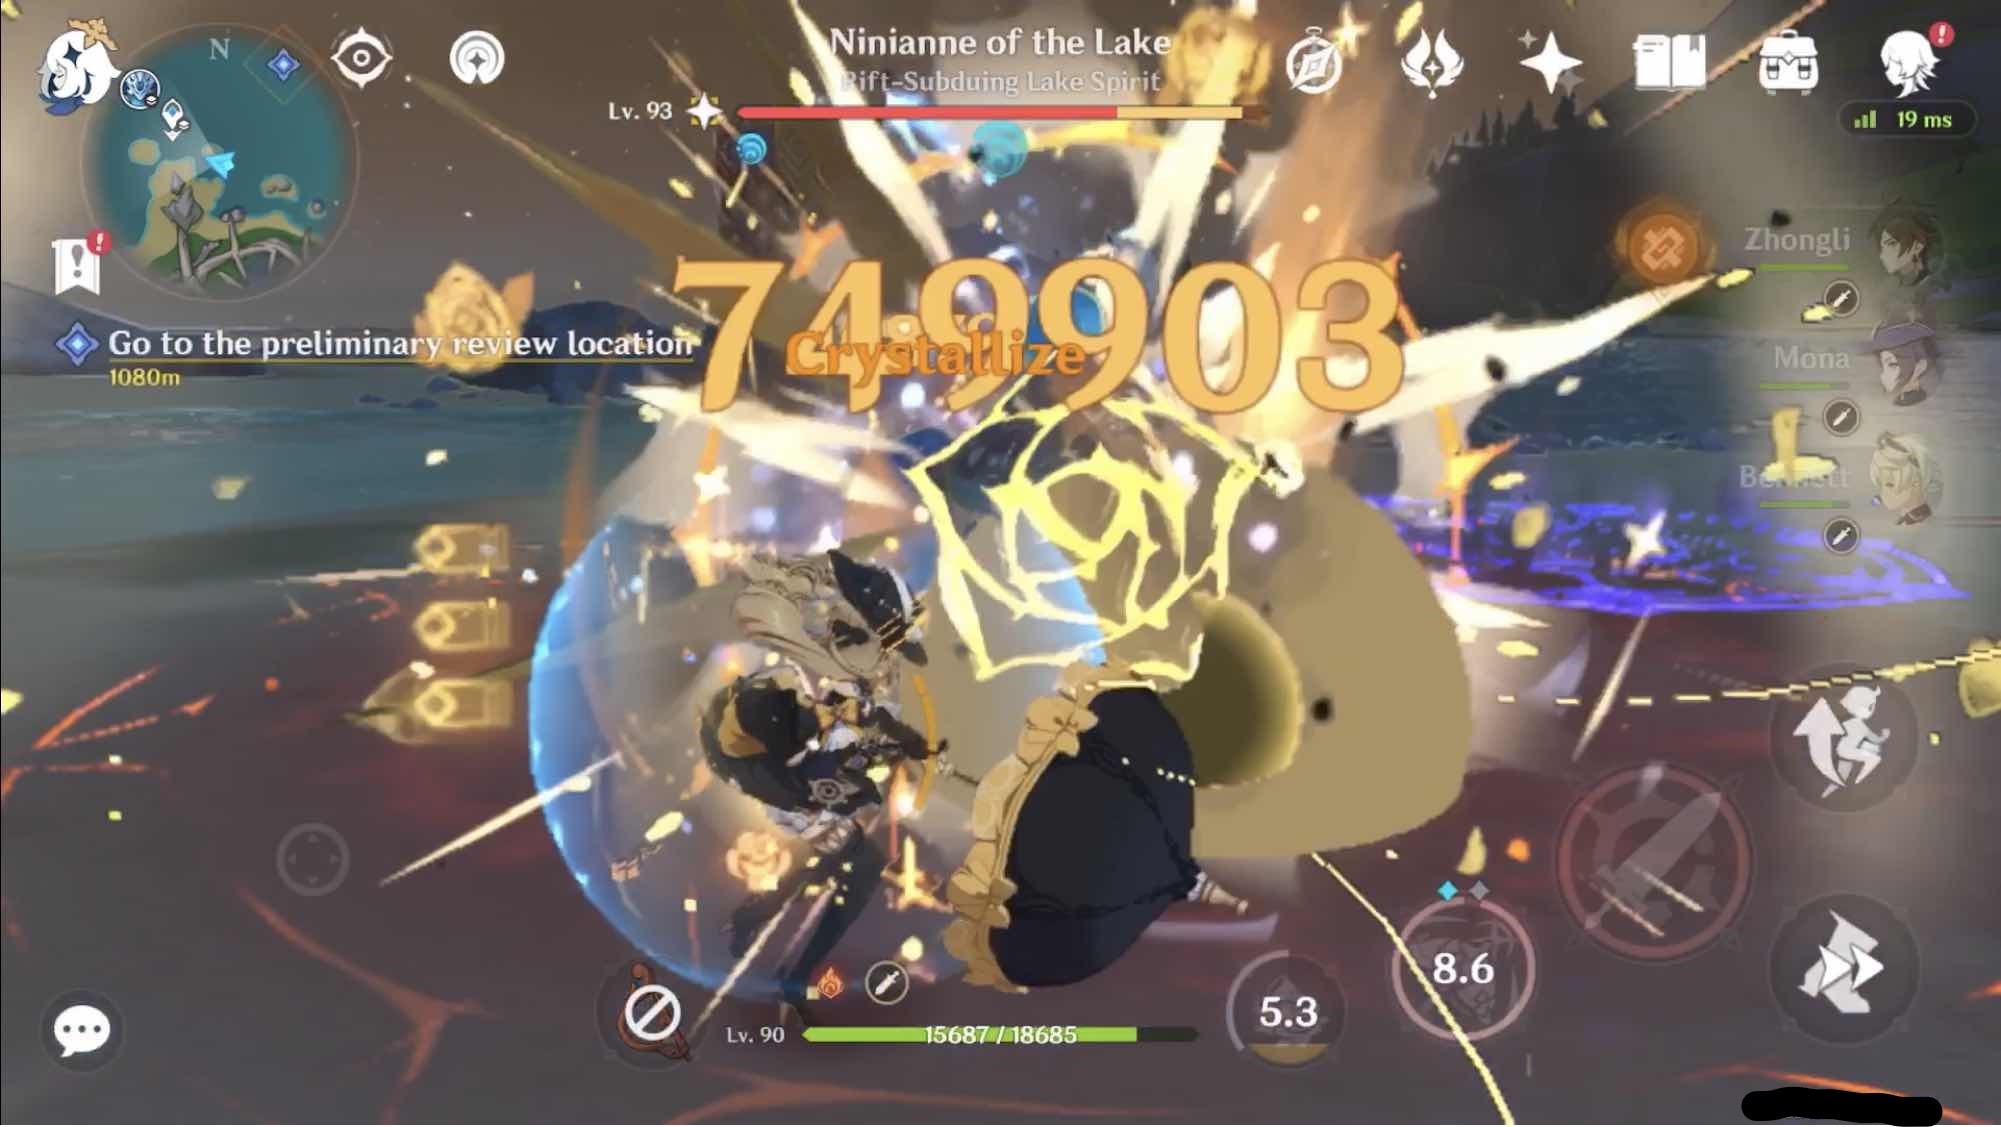 N
Ninianne of the Lake
Rift-Subduing Lake Spirit
Lv. 93
19 ms
Zhongli
749903
Crystallize
Go to the preliminary review location
1080m
Mona
Bennett
8.6
5.3
Lv. 90
15687 / 18685